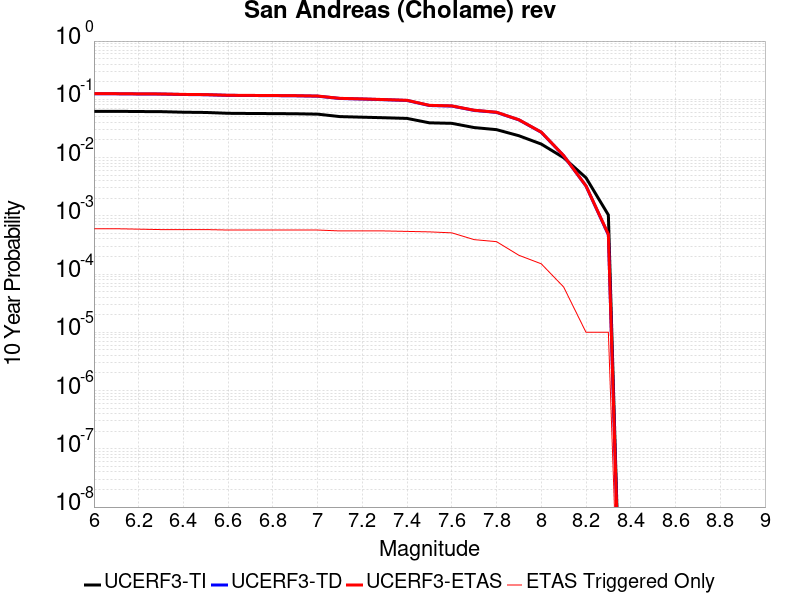 San Andreas (Cholame) rev
10 Year Probability
10^0
10^-1
10^-2
10^-3
10^-4
10^-5
10^-6
10^-7
10^-8
6 6.2 6.4 6.6 6.8 7 7.2 7.4 7.6 7.8 8 8.2 8.4 8.6 8.8 9
Magnitude
UCERF3-TI UCERF3-TD UCERF3-ETAS ETAS Triggered Only